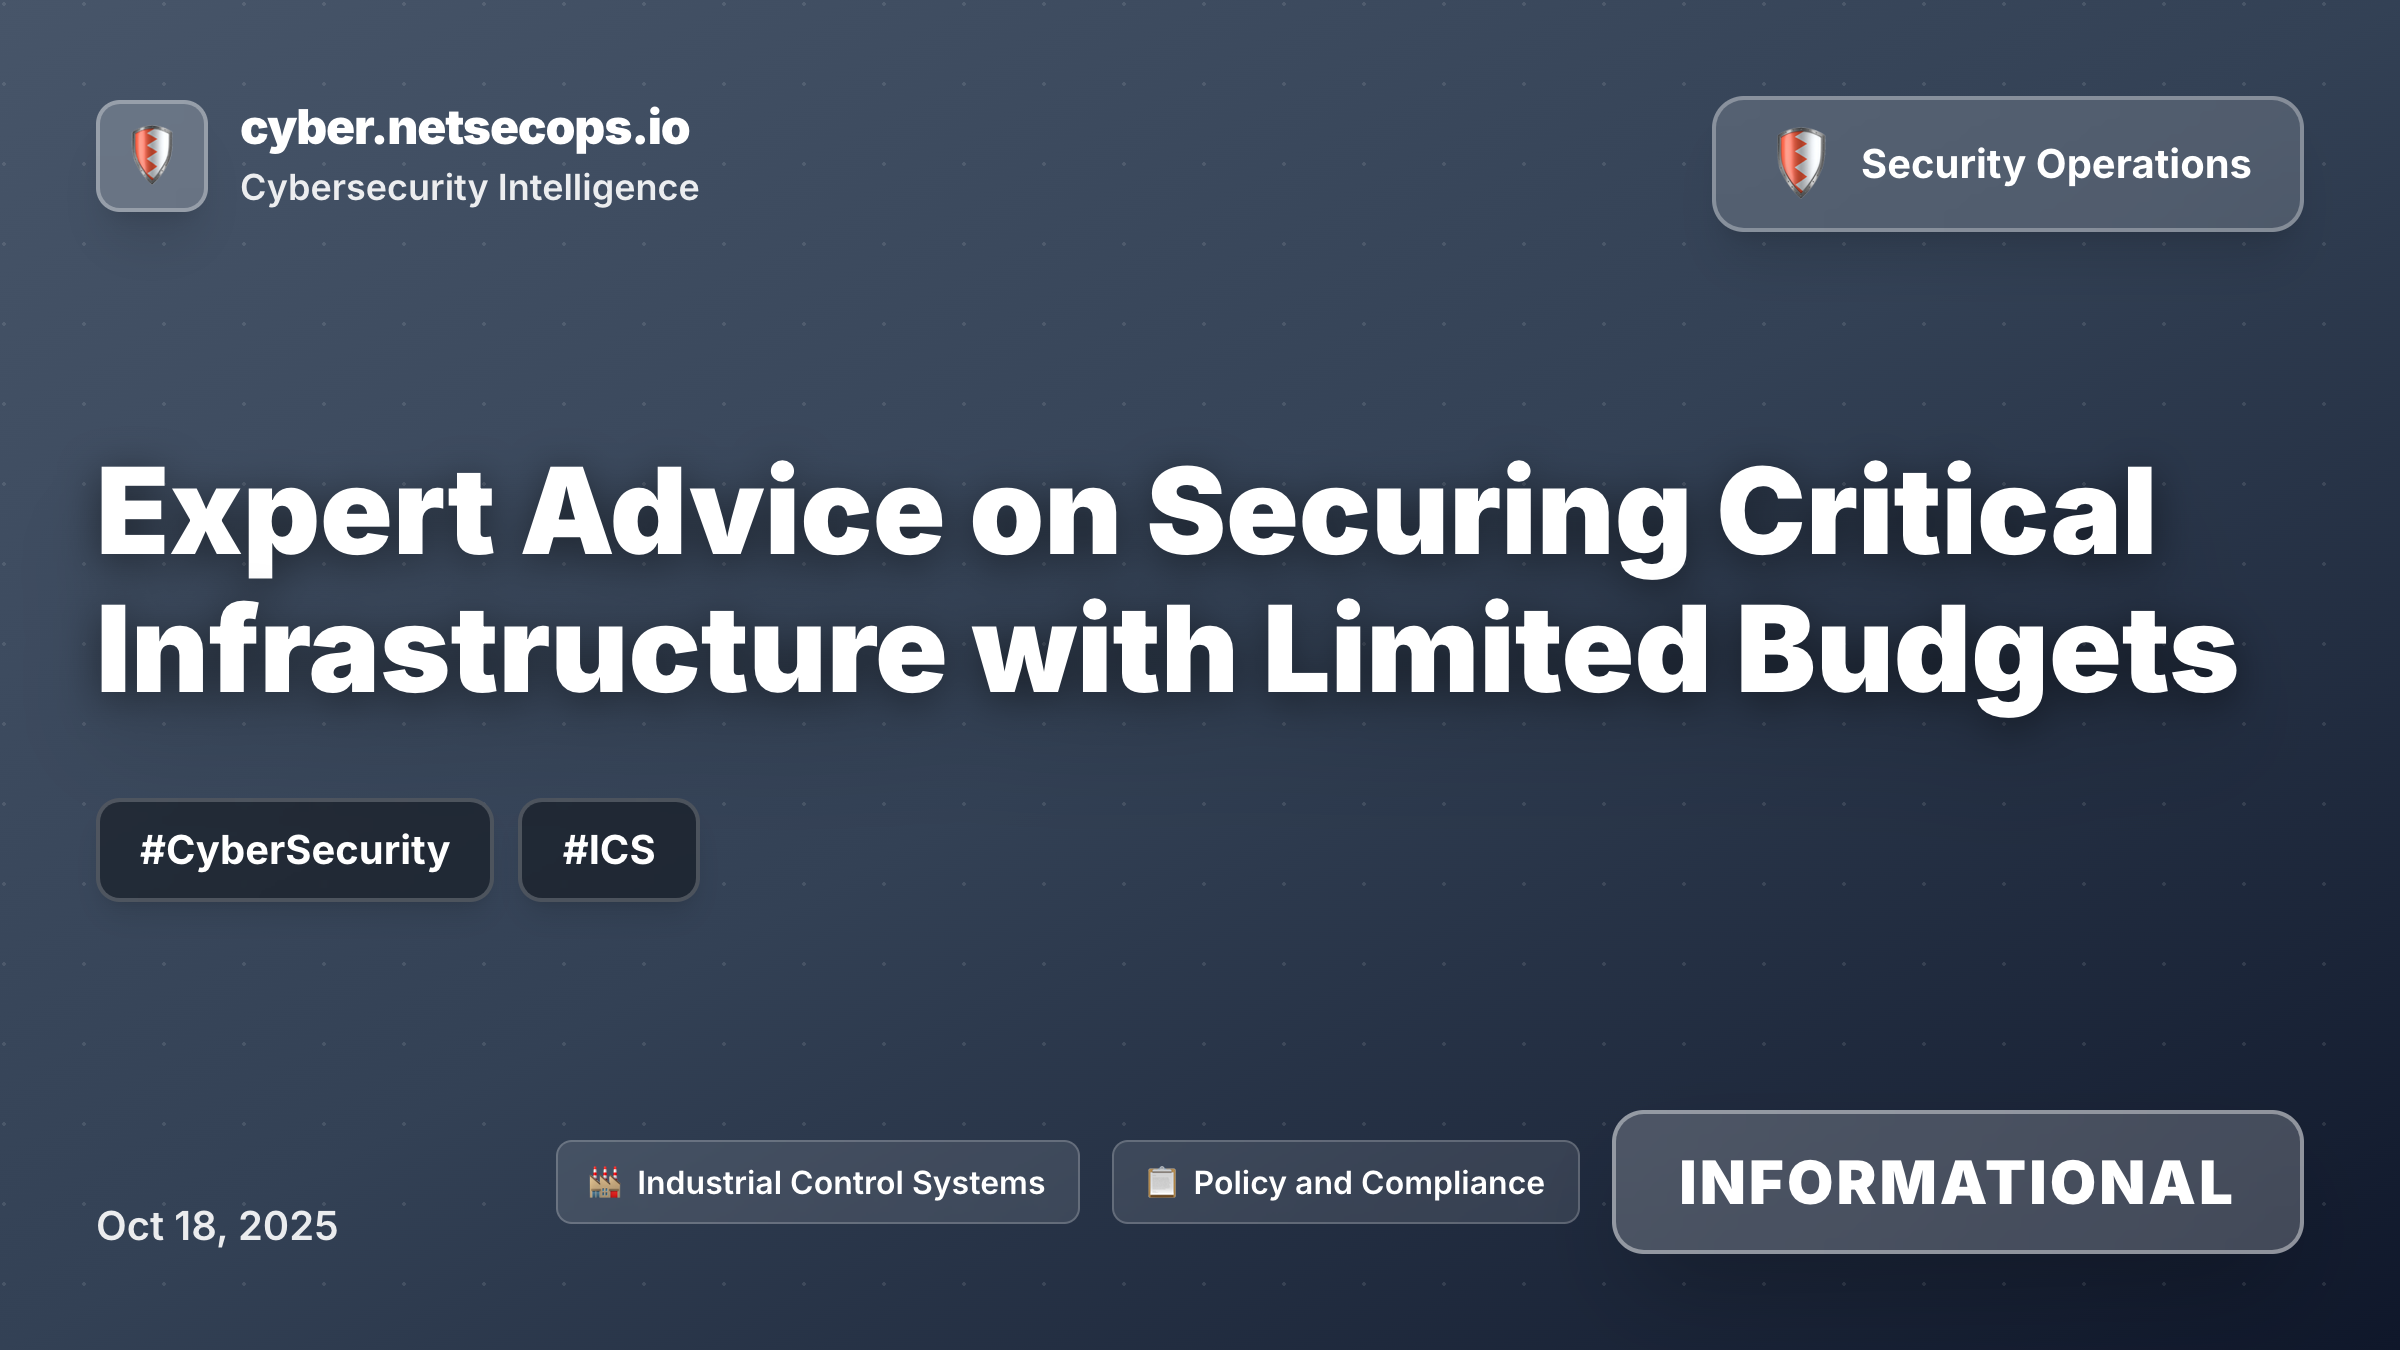 cyber.netsecops.io
Cybersecurity Intelligence
Security Operations
Expert Advice on Securing Critical
Infrastructure with Limited Budgets
#CyberSecurity
#ICS
Oct 18, 2025
Industrial Control Systems
Policy and Compliance
INFORMATIONAL